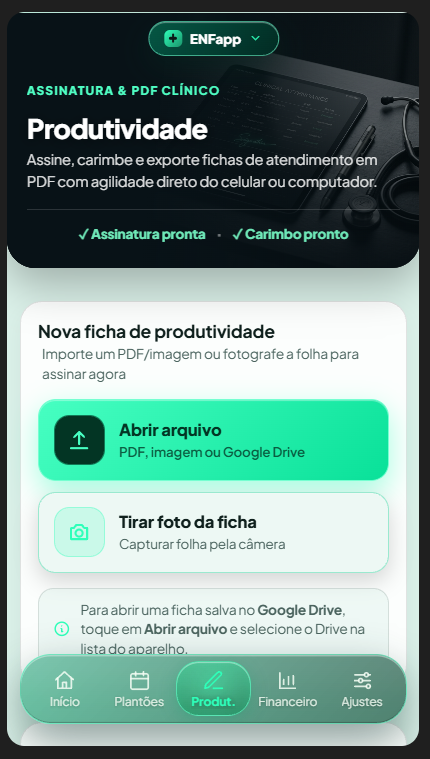 ENFapp
ASSINATURA & PDF CLÍNICO
Produtividade
Assine, carimbe e exporte fichas de atendimento em
PDF com agilidade direto do celular ou computador.
✓ Assinatura pronta • ✓ Carimbo pronto
Nova ficha de produtividade
Importe um PDF/imagem ou fotografe a folha para
assinar agora
Abrir arquivo
PDF, imagem ou Google Drive
Tirar foto da ficha
Capturar folha pela câmera
Para abrir uma ficha salva no Google Drive,
toque em Abrir arquivo e selecione o Drive na
lista do aparelho.
Início Plantões Produt. Financeiro Ajustes